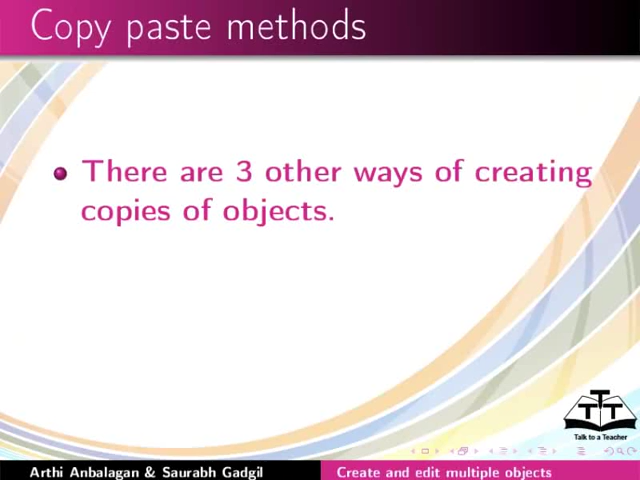 Copy paste methods
There are 3 other ways of creating
copies of objects.
TTT
Talk to a Teacher
Arthi Anbalagan & Saurabh Gadgil
Create and edit multiple objects